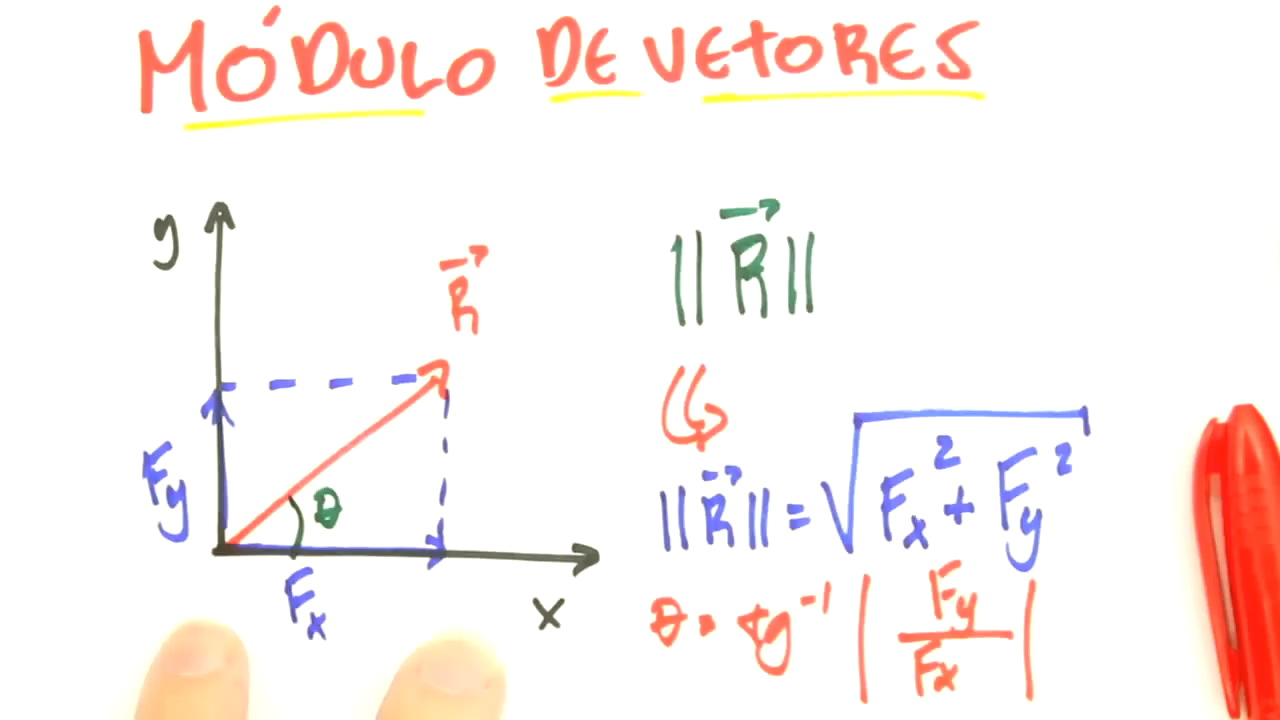 MÓDULO DE VETORES
y
R⃗
||R⃗||
Fy
θ
||R⃗|| = √Fx² + Fy²
Fx
x
θ = tg⁻¹ |Fy/Fx|